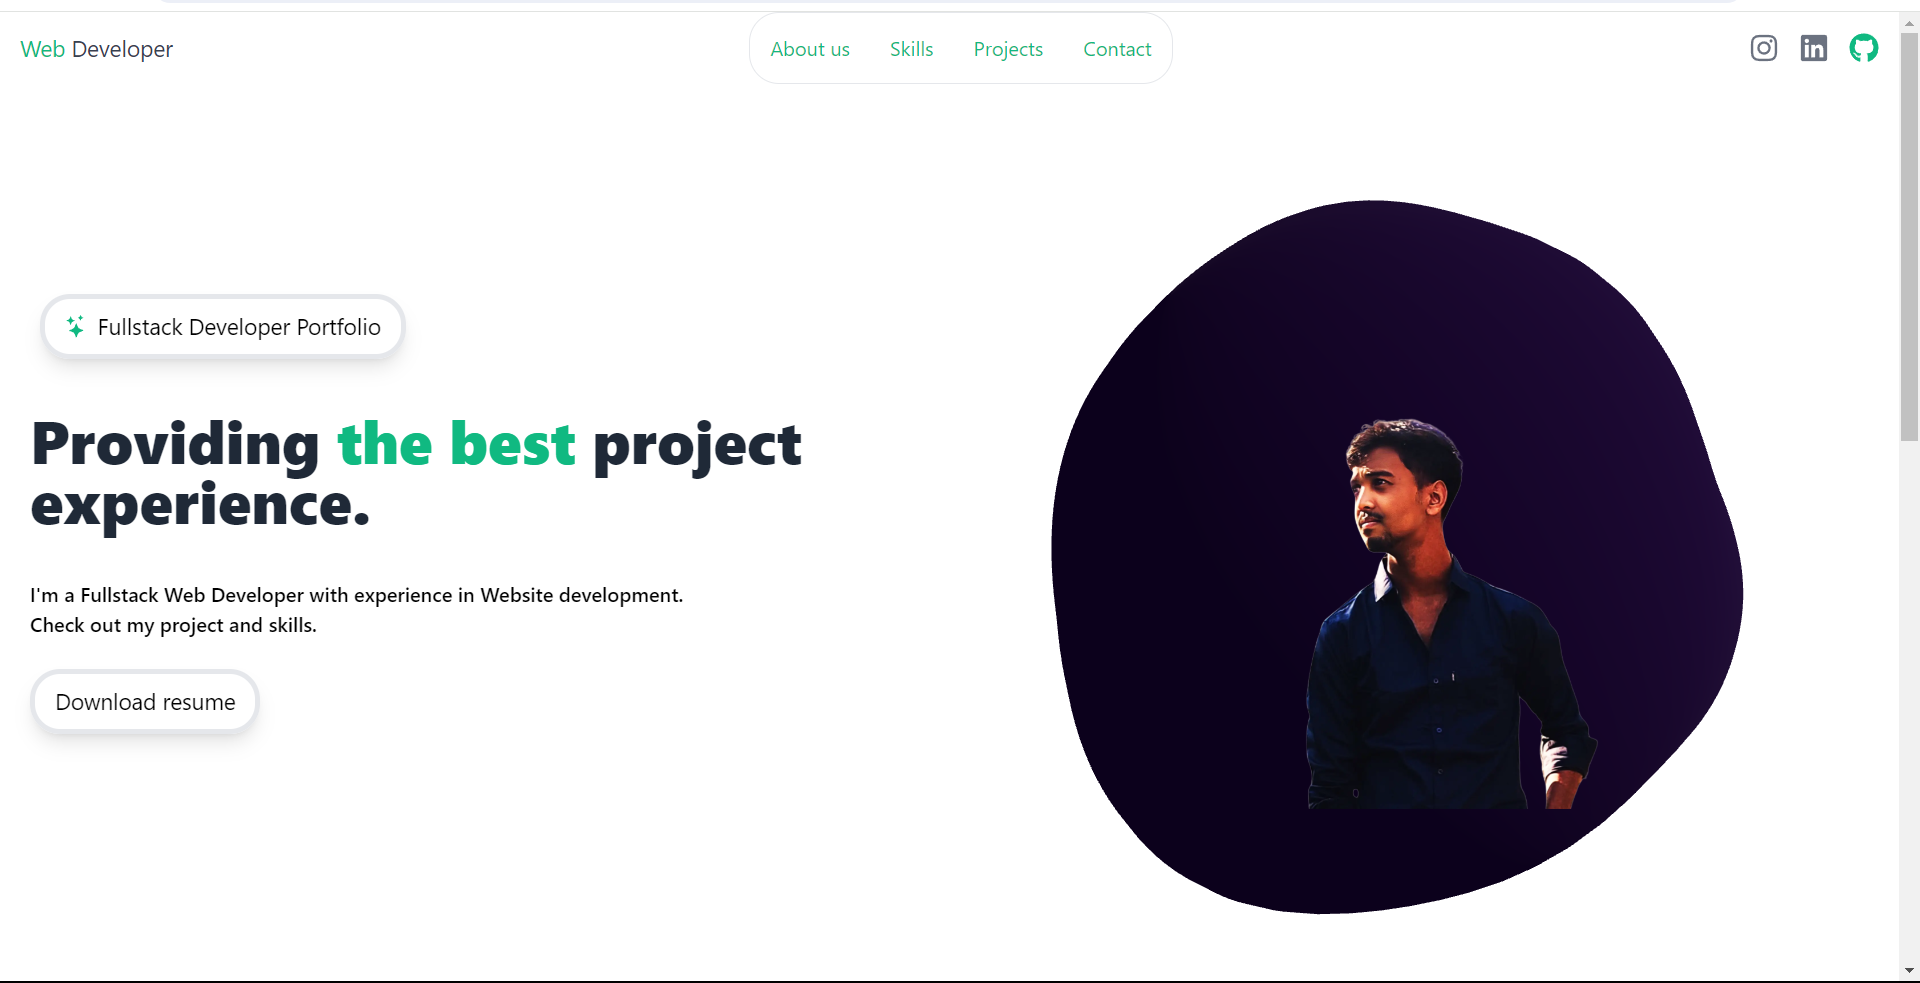 Web Developer
About us
Skills
Projects
Contact
Fullstack Developer Portfolio
Providing the best project
experience.
I'm a Fullstack Web Developer with experience in Website development.
Check out my project and skills.
Download resume